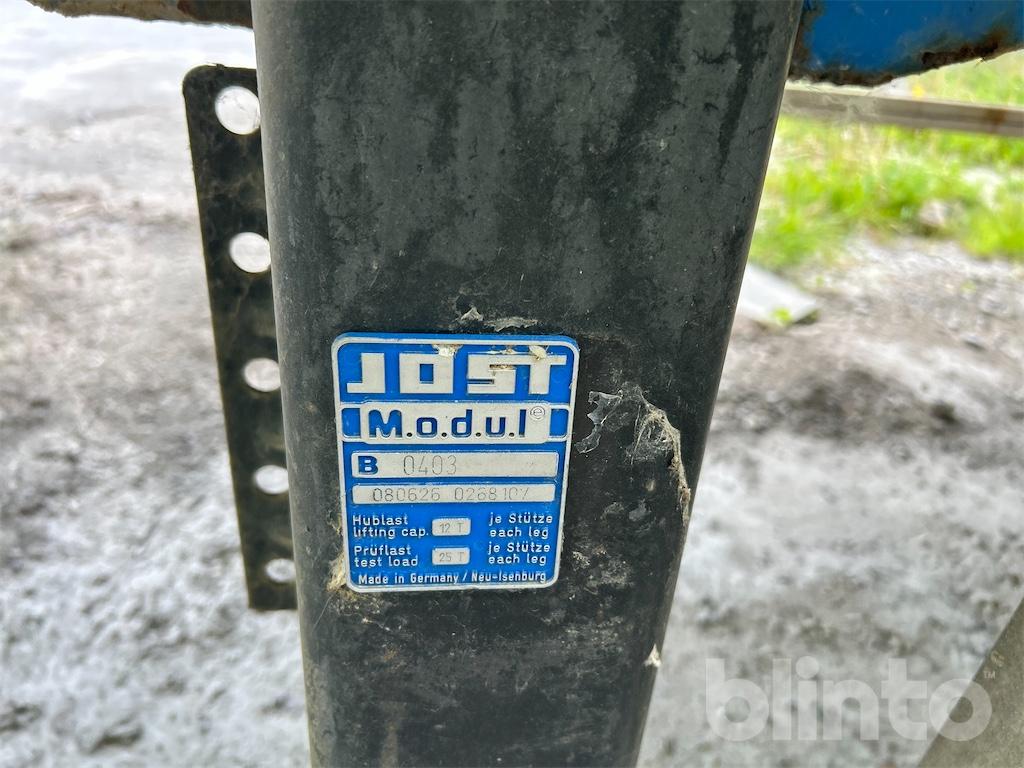 JOST
M.o.d.u.l ⓔ
B 0403
080626 0268107
Hublast
lifting cap. 12 T je Stütze
each leg
Prüflast
test load 25 T je Stütze
each leg
Made in Germany / Neu-Isenburg
blinto™